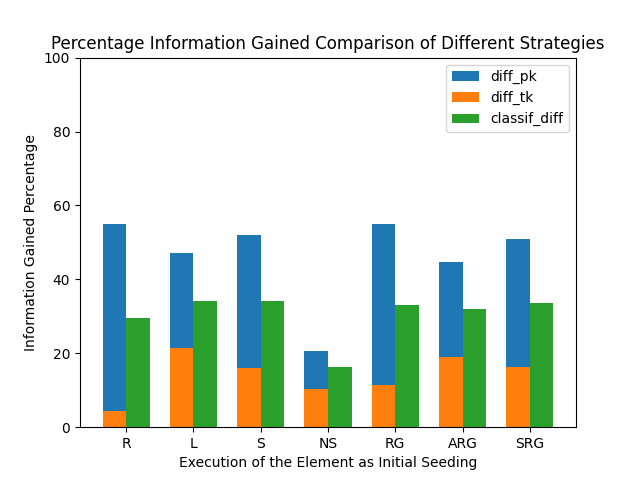 Percentage Information Gained Comparison of Different Strategies
100
80
60
40
20
0
Information Gained Percentage
diff_pk
diff_tk
classif_diff
R L S NS RG ARG SRG
Execution of the Element as Initial Seeding